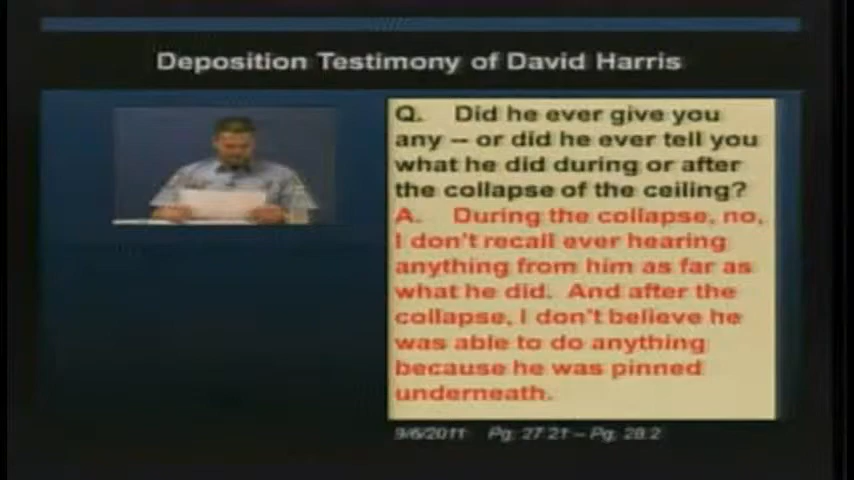 Deposition Testimony of David Harris
Q. Did he ever give you
any -- or did he ever tell you
what he did during or after
the collapse of the ceiling?
A. During the collapse, no,
I don't recall ever hearing
anything from him as far as
what he did. And after the
collapse, I don't believe he
was able to do anything
because he was pinned
underneath.
9/6/2011 Pg. 27:21 – Pg. 28:2